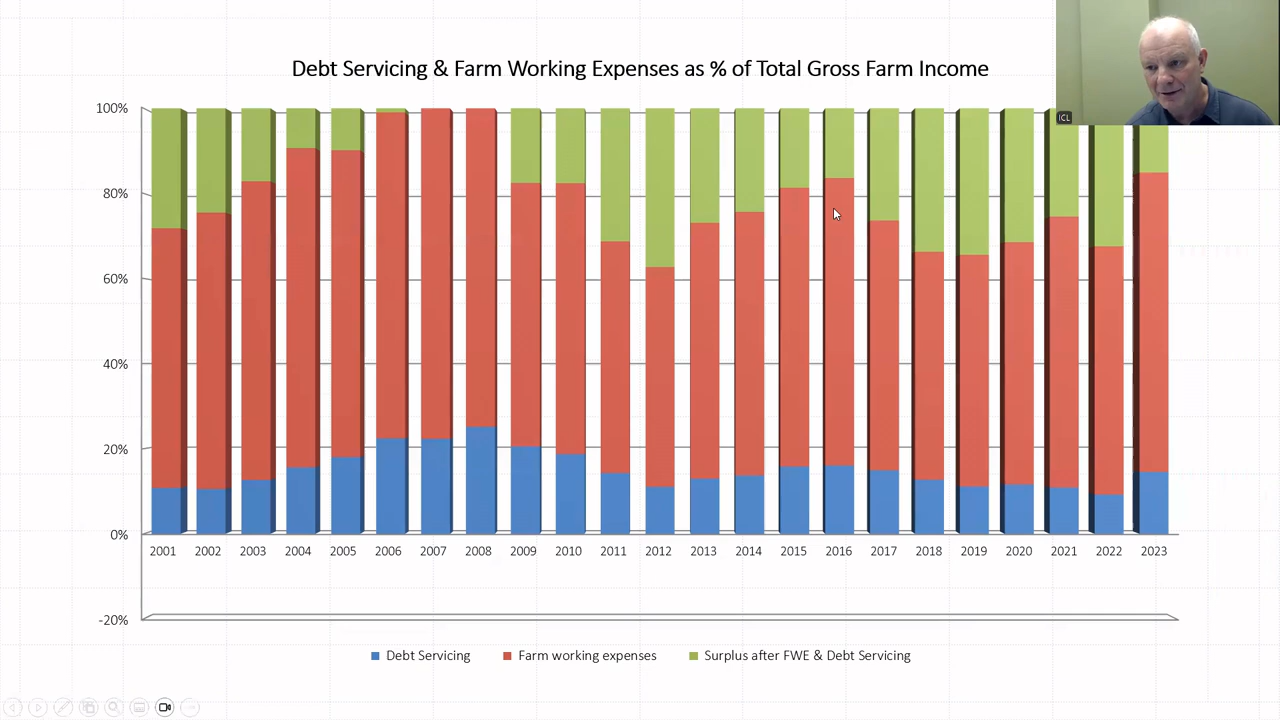 Debt Servicing & Farm Working Expenses as % of Total Gross Farm Income
ICL
100%
80%
60%
40%
20%
0%
2001 2002 2003 2004 2005 2006 2007 2008 2009 2010 2011 2012 2013 2014 2015 2016 2017 2018 2019 2020 2021 2022 2023
-20%
Debt Servicing Farm working expenses Surplus after FWE & Debt Servicing